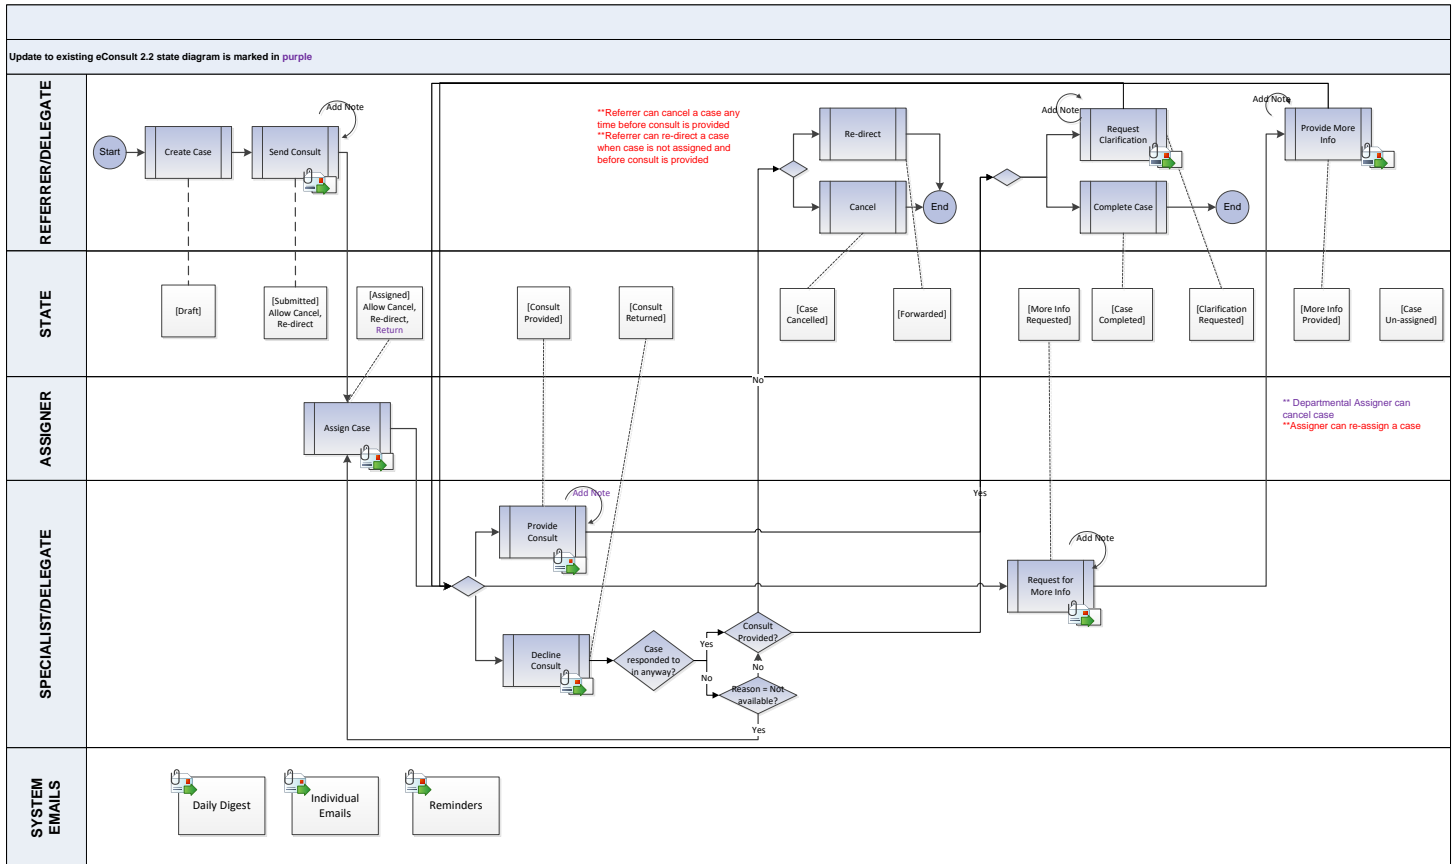 Update to existing eConsult 2.2 state diagram is marked in purple
REFERRER/DELEGATE
Start
Create Case
Send Consult
Add Note
**Referrer can cancel a case any
time before consult is provided
**Referrer can re-direct a case
when case is not assigned and
before consult is provided
Re-direct
Cancel
End
Add Note
Request
Clarification
Complete Case
End
Add Note
Provide More
Info
STATE
[Draft]
[Submitted]
Allow Cancel,
Re-direct
[Assigned]
Allow Cancel,
Re-direct,
Return
[Consult
Provided]
[Consult
Returned]
[Case
Cancelled]
[Forwarded]
[More Info
Requested]
[Case
Completed]
[Clarification
Requested]
[More Info
Provided]
[Case
Un-assigned]
No
ASSIGNER
Assign Case
** Departmental Assigner can
cancel case
**Assigner can re-assign a case
SPECIALIST/DELEGATE
Add Note
Provide
Consult
Yes
Add Note
Request for
More Info
Decline
Consult
Case
responded to
in anyway?
Yes
No
Consult
Provided?
No
Reason = Not
available?
Yes
SYSTEM
EMAILS
Daily Digest
Individual
Emails
Reminders